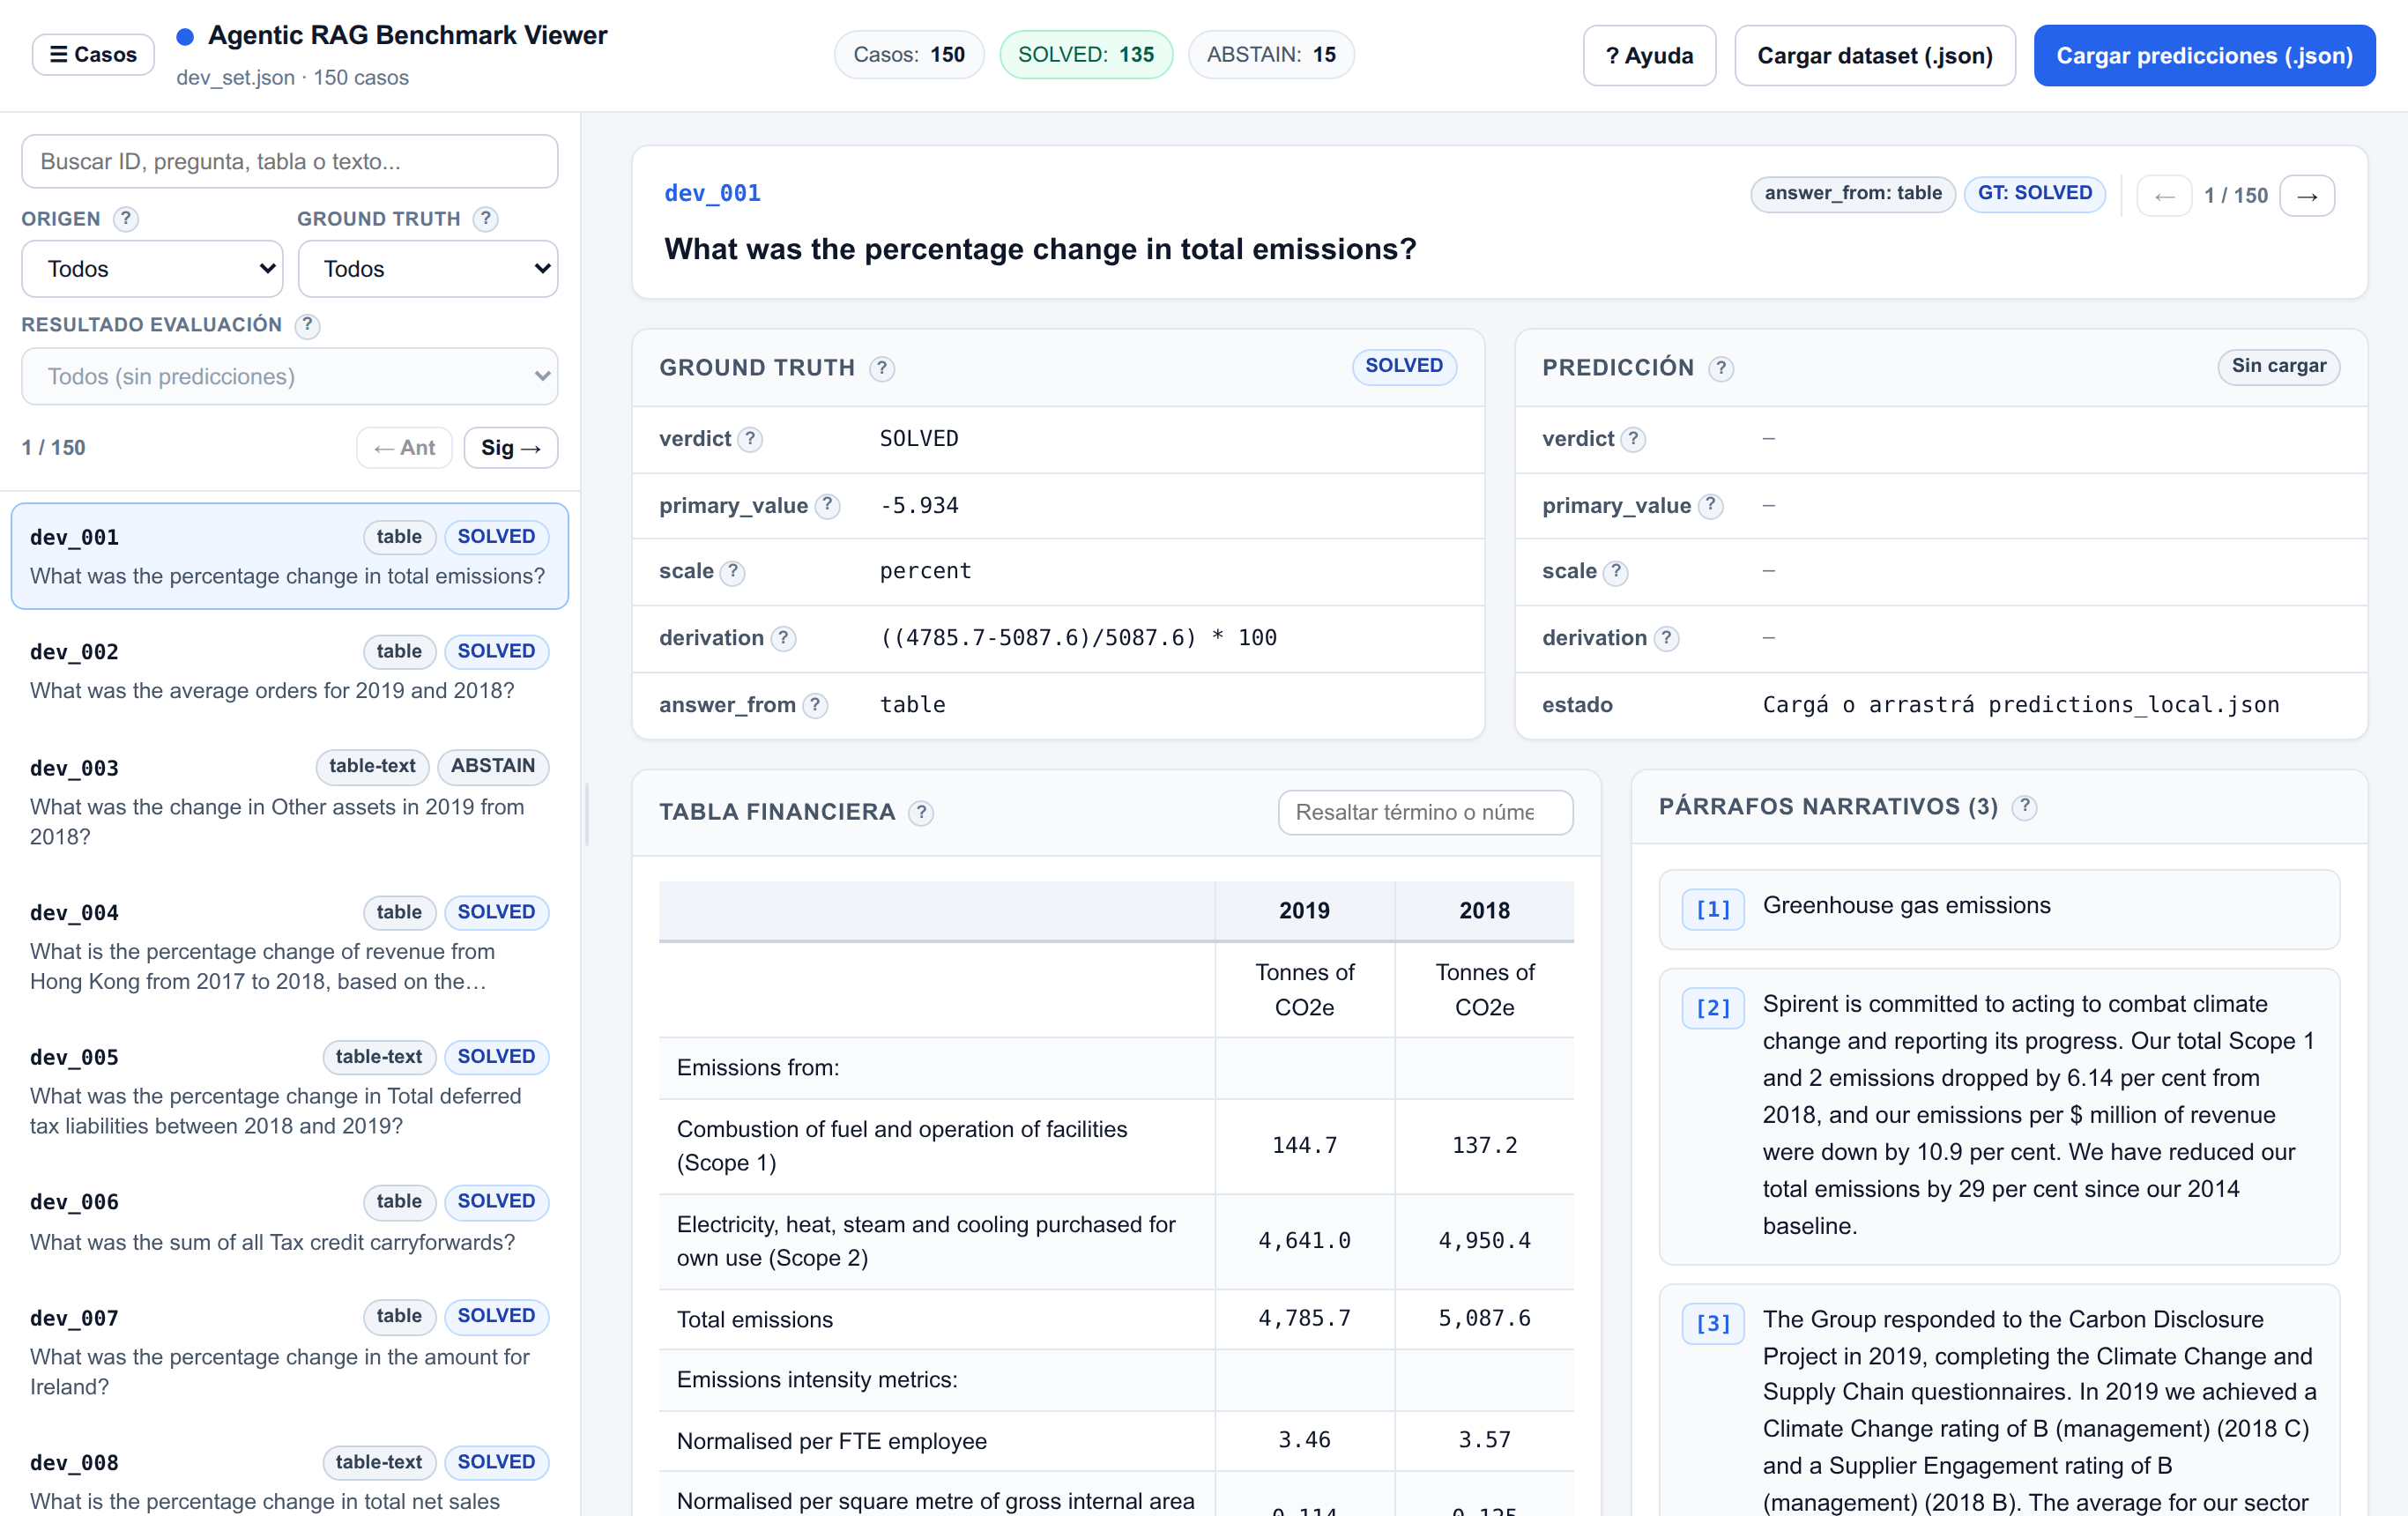 ☰ Casos
Agentic RAG Benchmark Viewer
dev_set.json · 150 casos
Casos: 150
SOLVED: 135
ABSTAIN: 15
? Ayuda
Cargar dataset (.json)
Cargar predicciones (.json)
Buscar ID, pregunta, tabla o texto...
ORIGEN ?
GROUND TRUTH ?
Todos
Todos
RESULTADO EVALUACIÓN ?
Todos (sin predicciones)
1 / 150
← Ant
Sig →
dev_001 table SOLVED
What was the percentage change in total emissions?
dev_002 table SOLVED
What was the average orders for 2019 and 2018?
dev_003 table-text ABSTAIN
What was the change in Other assets in 2019 from
2018?
dev_004 table SOLVED
What is the percentage change of revenue from
Hong Kong from 2017 to 2018, based on the…
dev_005 table-text SOLVED
What was the percentage change in Total deferred
tax liabilities between 2018 and 2019?
dev_006 table SOLVED
What was the sum of all Tax credit carryforwards?
dev_007 table SOLVED
What was the percentage change in the amount for
Ireland?
dev_008 table-text SOLVED
What is the percentage change in total net sales
dev_001
answer_from: table
GT: SOLVED
←
1 / 150
→
What was the percentage change in total emissions?
GROUND TRUTH ?
SOLVED
verdict ? SOLVED
primary_value ? -5.934
scale ? percent
derivation ? ((4785.7-5087.6)/5087.6) * 100
answer_from ? table
PREDICCIÓN ?
Sin cargar
verdict ? –
primary_value ? –
scale ? –
derivation ? –
estado Cargá o arrastrá predictions_local.json
TABLA FINANCIERA ?
Resaltar término o núme
2019 2018
Tonnes of Tonnes of
CO2e CO2e
Emissions from:
Combustion of fuel and operation of facilities
(Scope 1) 144.7 137.2
Electricity, heat, steam and cooling purchased for
own use (Scope 2) 4,641.0 4,950.4
Total emissions 4,785.7 5,087.6
Emissions intensity metrics:
Normalised per FTE employee 3.46 3.57
Normalised per square metre of gross internal area
PÁRRAFOS NARRATIVOS (3) ?
[1] Greenhouse gas emissions
[2] Spirent is committed to acting to combat climate
change and reporting its progress. Our total Scope 1
and 2 emissions dropped by 6.14 per cent from
2018, and our emissions per $ million of revenue
were down by 10.9 per cent. We have reduced our
total emissions by 29 per cent since our 2014
baseline.
[3] The Group responded to the Carbon Disclosure
Project in 2019, completing the Climate Change and
Supply Chain questionnaires. In 2019 we achieved a
Climate Change rating of B (management) (2018 C)
and a Supplier Engagement rating of B
(management) (2018 B). The average for our sector